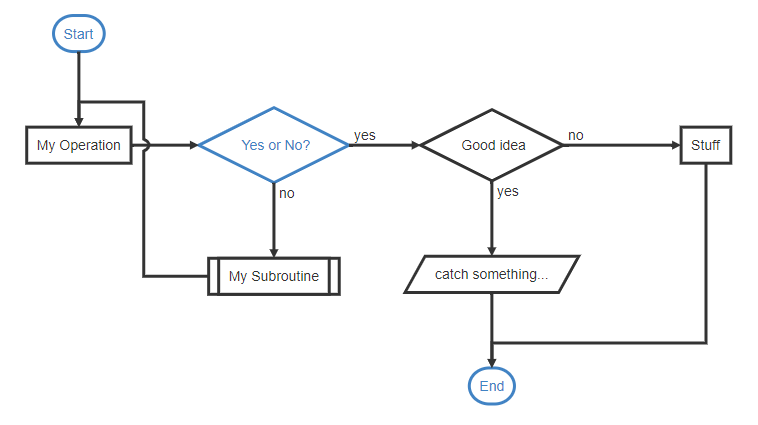 Start
My Operation
Yes or No?
yes
Good idea
no
Stuff
no
yes
My Subroutine
catch something...
End